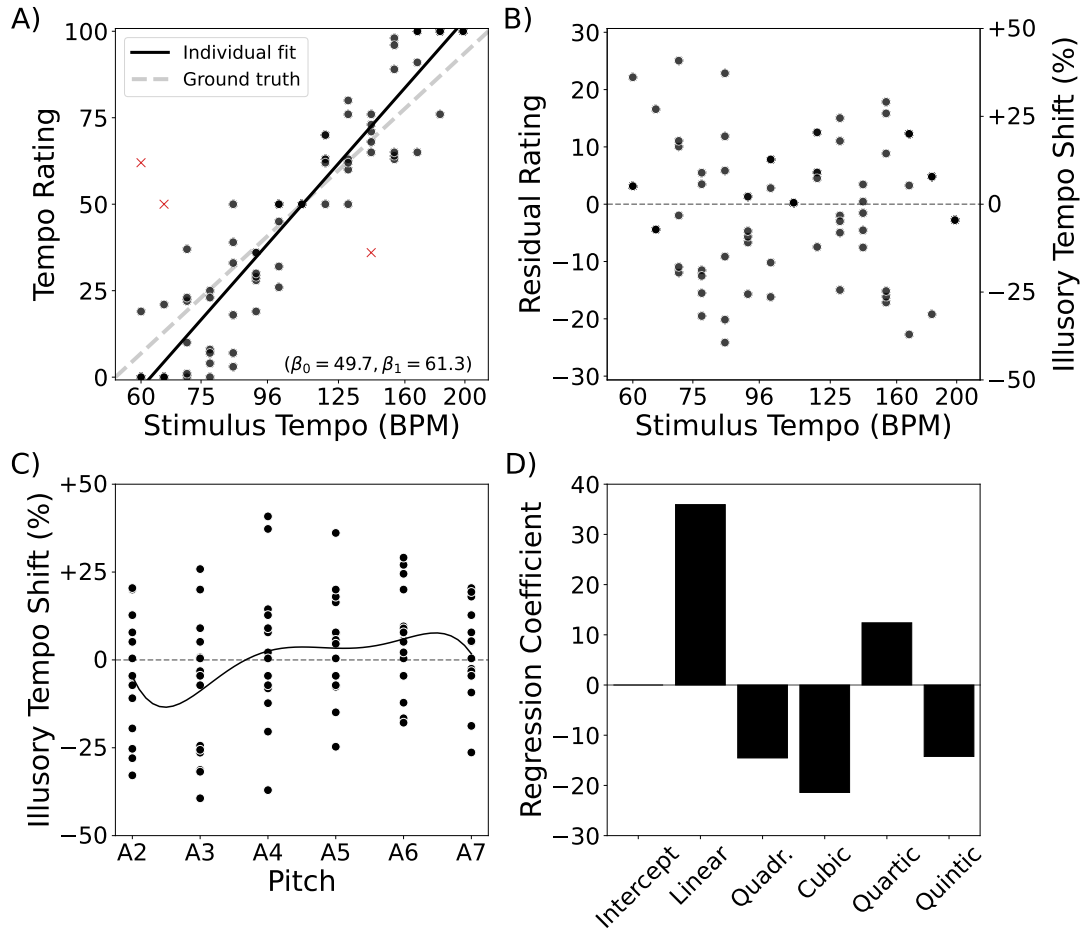 A)
Tempo Rating
100
75
50
25
0
Individual fit
Ground truth
(β0 = 49.7, β1 = 61.3)
60 75 96 125 160 200
Stimulus Tempo (BPM)
B)
Residual Rating
30
20
10
0
−10
−20
−30
+50
+25
0
−25
−50
Illusory Tempo Shift (%)
60 75 96 125 160 200
Stimulus Tempo (BPM)
C)
Illusory Tempo Shift (%)
+50
+25
0
−25
−50
A2 A3 A4 A5 A6 A7
Pitch
D)
Regression Coefficient
40
30
20
10
0
−10
−20
−30
Intercept Linear Quadr. Cubic Quartic Quintic